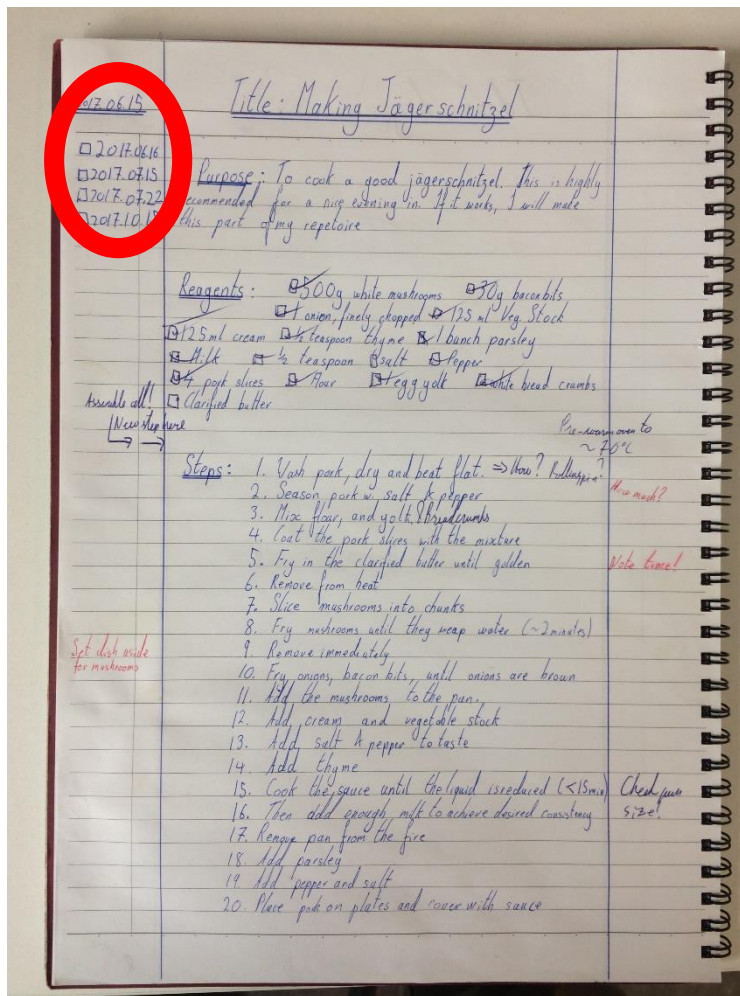 2017.06.15
Title: Making Jägerschnitzel
2017.06.16
2017.07.15
2017.07.22
2017.10.15
Purpose: To cook a good jägerschnitzel. This is highly
recommended for a nice evening in. If it works, I will make
this part of my repetoire
Reagents: 500g white mushrooms 30g bacon bits
1 onion, finely chopped 125 ml Veg. Stock
125ml cream ½ teaspoon thyme 1 bunch parsley
Milk ½ teaspoon salt Pepper
4 pork slices flour 1 egg yolk white bread crumbs
Clarified butter
Assemble all!
New step here
Pre-warm oven to
~70°C
Steps: 1. Wash pork, dry and beat flat. => How? Rollingpin?
2. Season pork w. salt & pepper
How much?
3. Mix flour, and yolk & breadcrumbs
4. Coat the pork slices with the mixture
5. Fry in the clarified butter until golden
Note time!
6. Remove from heat
7. Slice mushrooms into chunks
8. Fry mushrooms until they weap water (~2 minutes)
Set dish aside
for mushrooms
9. Remove immediately
10. Fry onions, bacon bits, until onions are brown
11. Add the mushrooms to the pan.
12. Add cream and vegetable stock
13. Add salt & pepper to taste
14. Add thyme
15. Cook the sauce until the liquid is reduced (<15min)
Check pan
size!
16. Then add enough milk to achieve desired consistency
17. Remove pan from the fire
18. Add parsley
19. Add pepper and salt
20. Place pork on plates and cover with sauce